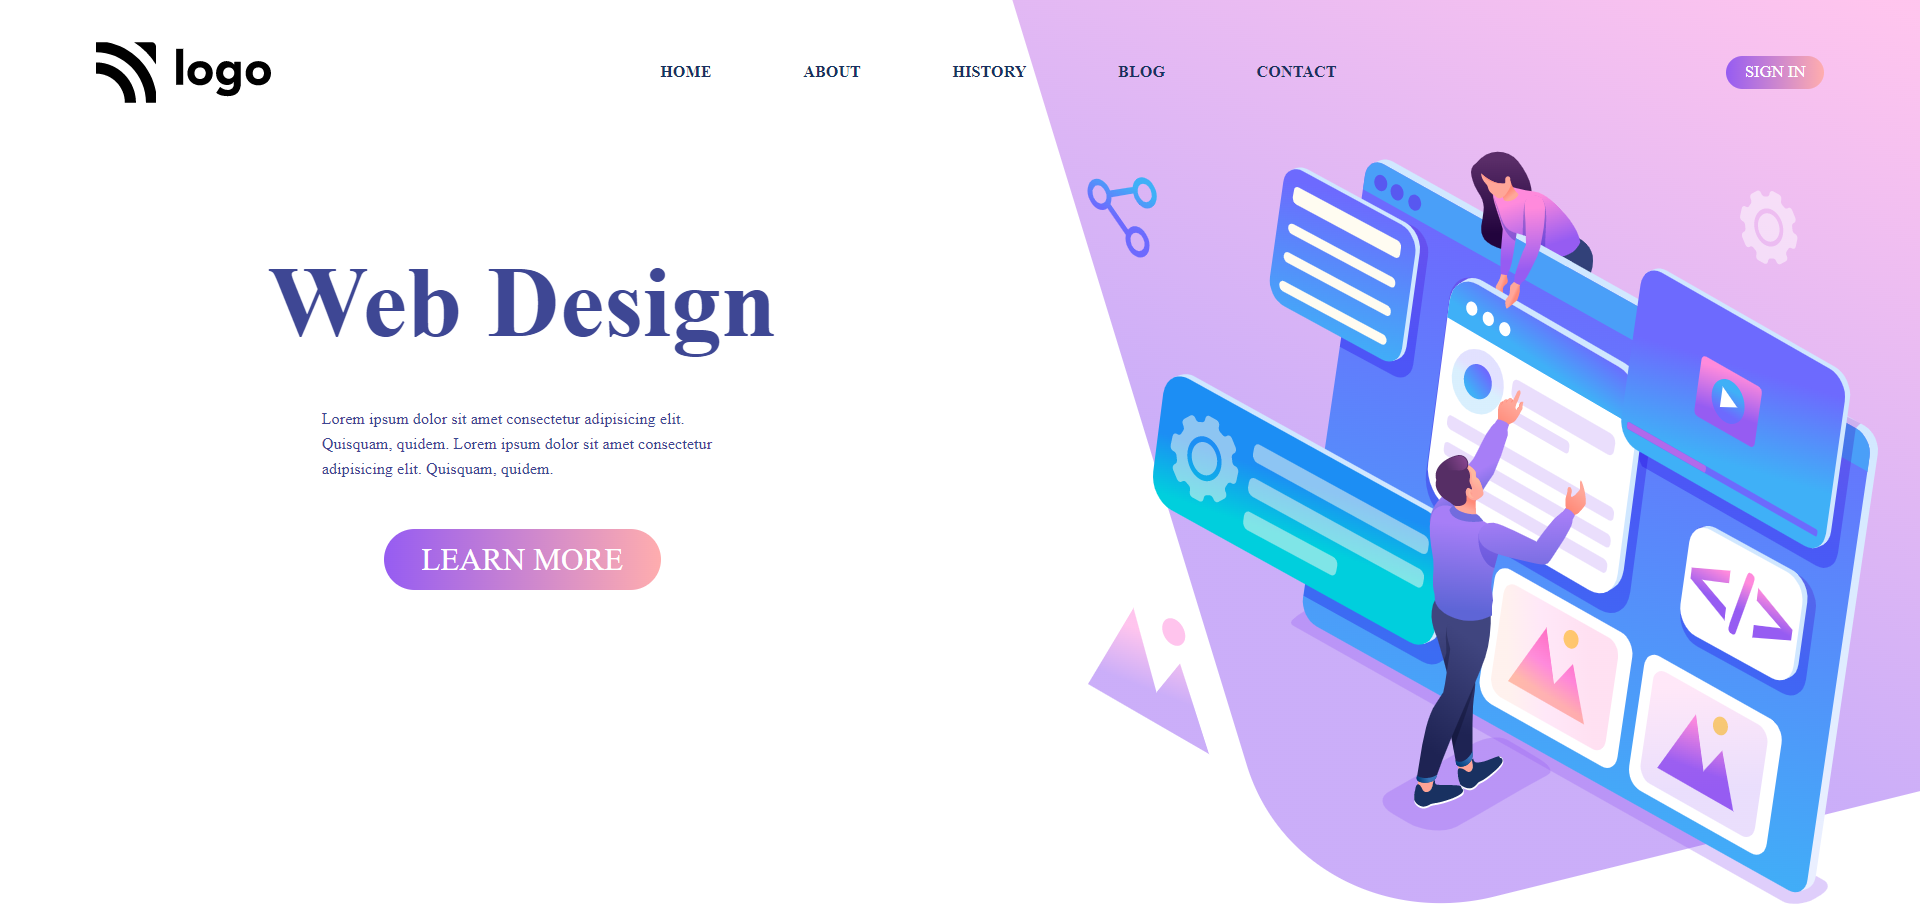 logo
HOME ABOUT HISTORY BLOG CONTACT
SIGN IN
Web Design
Lorem ipsum dolor sit amet consectetur adipisicing elit.
Quisquam, quidem. Lorem ipsum dolor sit amet consectetur
adipisicing elit. Quisquam, quidem.
LEARN MORE
</>